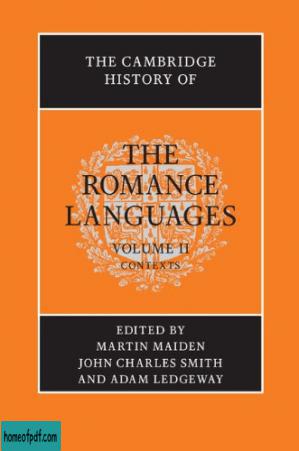 THE CAMBRIDGE
HISTORY OF
THE
ROMANCE
LANGUAGES
VOLUME II
CONTEXTS
EDITED BY
MARTIN MAIDEN
JOHN CHARLES SMITH
AND ADAM LEDGEWAY
homeofpdf.com